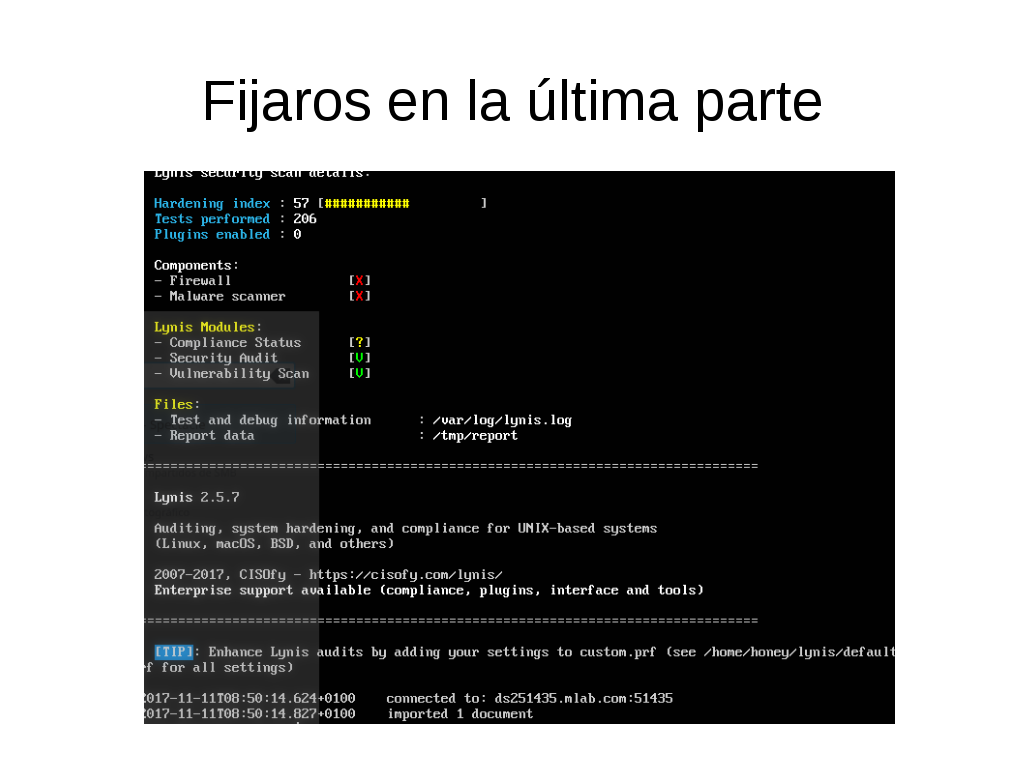 Fijaros en la última parte
Lynis security scan details:
Hardening index : 57 [########### ]
Tests performed : 206
Plugins enabled : 0
Components:
- Firewall [X]
- Malware scanner [X]
Lynis Modules:
- Compliance Status [?]
- Security Audit [V]
- Vulnerability Scan [V]
Files:
- Test and debug information : /var/log/lynis.log
- Report data : /tmp/report
================================================================================
Lynis 2.5.7
Auditing, system hardening, and compliance for UNIX-based systems
(Linux, macOS, BSD, and others)
2007-2017, CISOfy - https://cisofy.com/lynis/
Enterprise support available (compliance, plugins, interface and tools)
================================================================================
[TIP]: Enhance Lynis audits by adding your settings to custom.prf (see /home/honey/lynis/default
rf for all settings)
2017-11-11T08:50:14.624+0100 connected to: ds251435.mlab.com:51435
2017-11-11T08:50:14.827+0100 imported 1 document